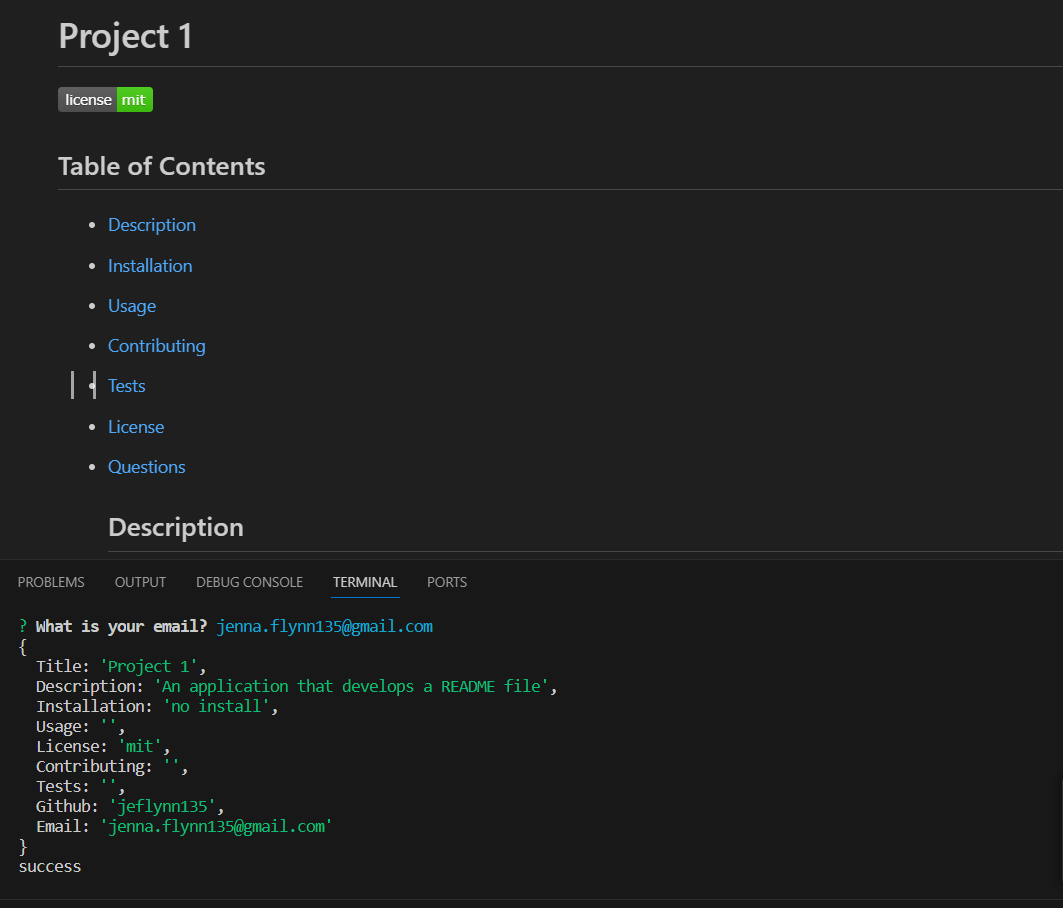 Project 1
license mit
Table of Contents
Description
Installation
Usage
Contributing
Tests
License
Questions
Description
PROBLEMS OUTPUT DEBUG CONSOLE TERMINAL PORTS
? What is your email? jenna.flynn135@gmail.com
{
  Title: 'Project 1',
  Description: 'An application that develops a README file',
  Installation: 'no install',
  Usage: '',
  License: 'mit',
  Contributing: '',
  Tests: '',
  Github: 'jeflynn135',
  Email: 'jenna.flynn135@gmail.com'
}
success